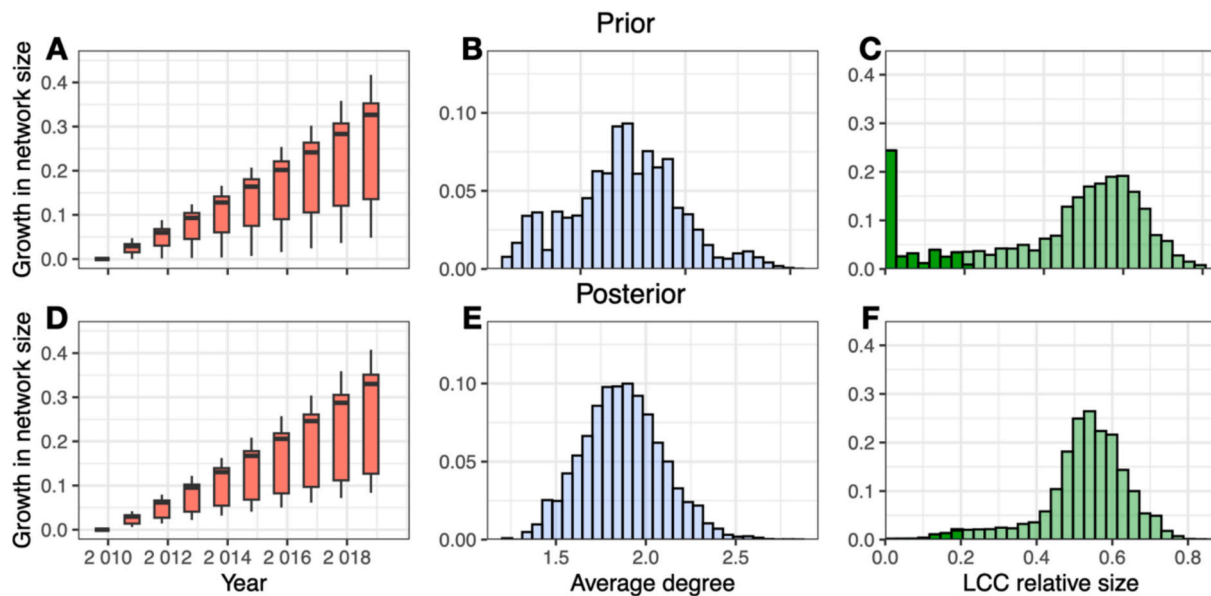 Prior
A
B
C
Growth in network size
0.4
0.3
0.2
0.1
0.0
0.10
0.05
0.00
0.4
0.3
0.2
0.1
0.0
Posterior
D
E
F
Growth in network size
0.4
0.3
0.2
0.1
0.0
2 010 2 012 2 014 2 016 2 018
Year
0.10
0.05
0.00
1.5 2.0 2.5
Average degree
0.4
0.3
0.2
0.1
0.0
0.0 0.2 0.4 0.6 0.8
LCC relative size